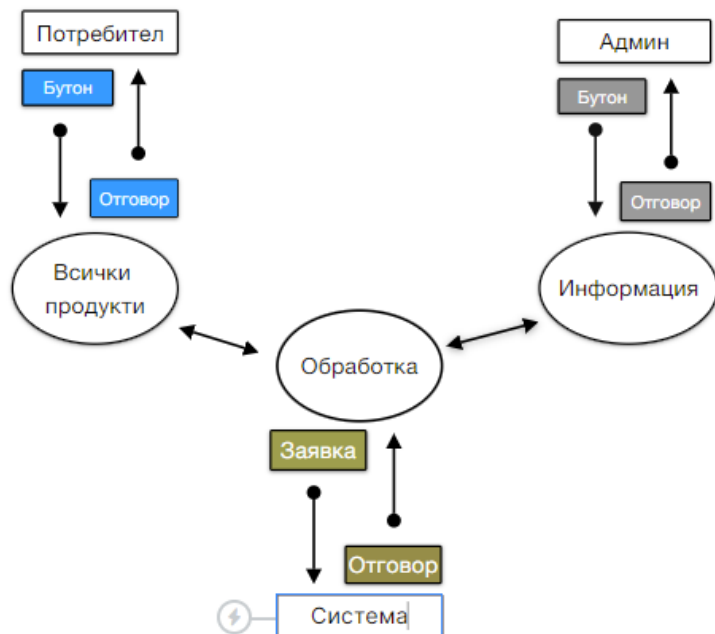 Потребител
Админ
Бутон
Бутон
Отговор
Отговор
Всички
продукти
Информация
Обработка
Заявка
Отговор
Система